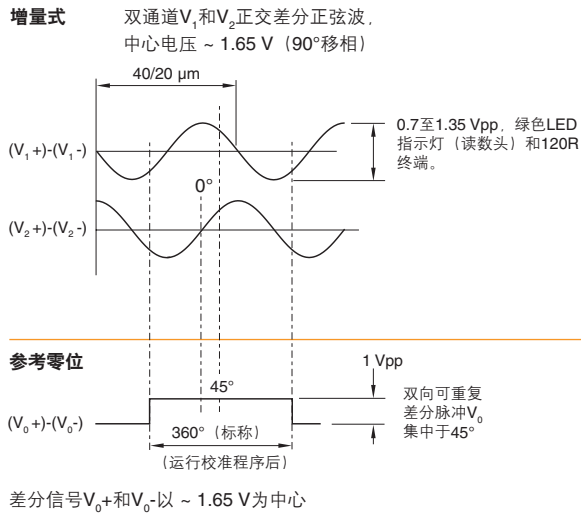 增量式 双通道V₁和V₂正交差分正弦波，
中心电压 ~ 1.65 V（90°移相）
40/20 μm
(V₁+)-(V₁-)
0.7至1.35 Vpp，绿色LED
指示灯（读数头）和120R
终端。
0°
(V₂+)-(V₂-)
参考零位
1 Vpp
45°
双向可重复
差分脉冲V₀
集中于45°
(V₀+)-(V₀-)
360°（标称）
（运行校准程序后）
差分信号V₀+和V₀-以 ~ 1.65 V为中心